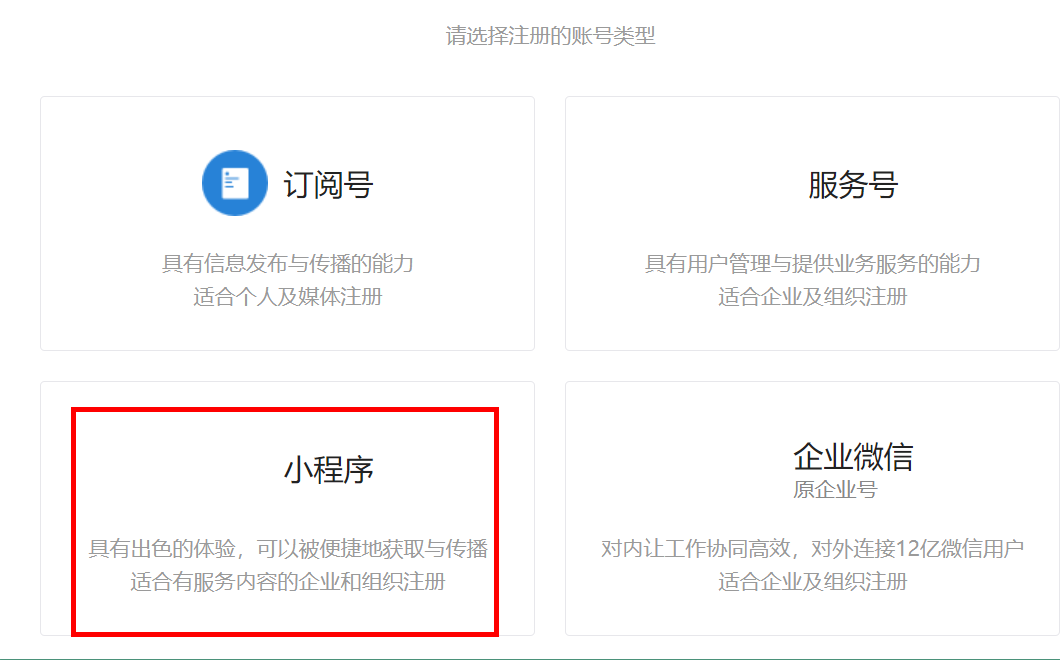 请选择注册的账号类型
订阅号
具有信息发布与传播的能力
适合个人及媒体注册
服务号
具有用户管理与提供业务服务的能力
适合企业及组织注册
小程序
具有出色的体验，可以被便捷地获取与传播
适合有服务内容的企业和组织注册
企业微信
原企业号
对内让工作协同高效，对外连接12亿微信用户
适合企业及组织注册